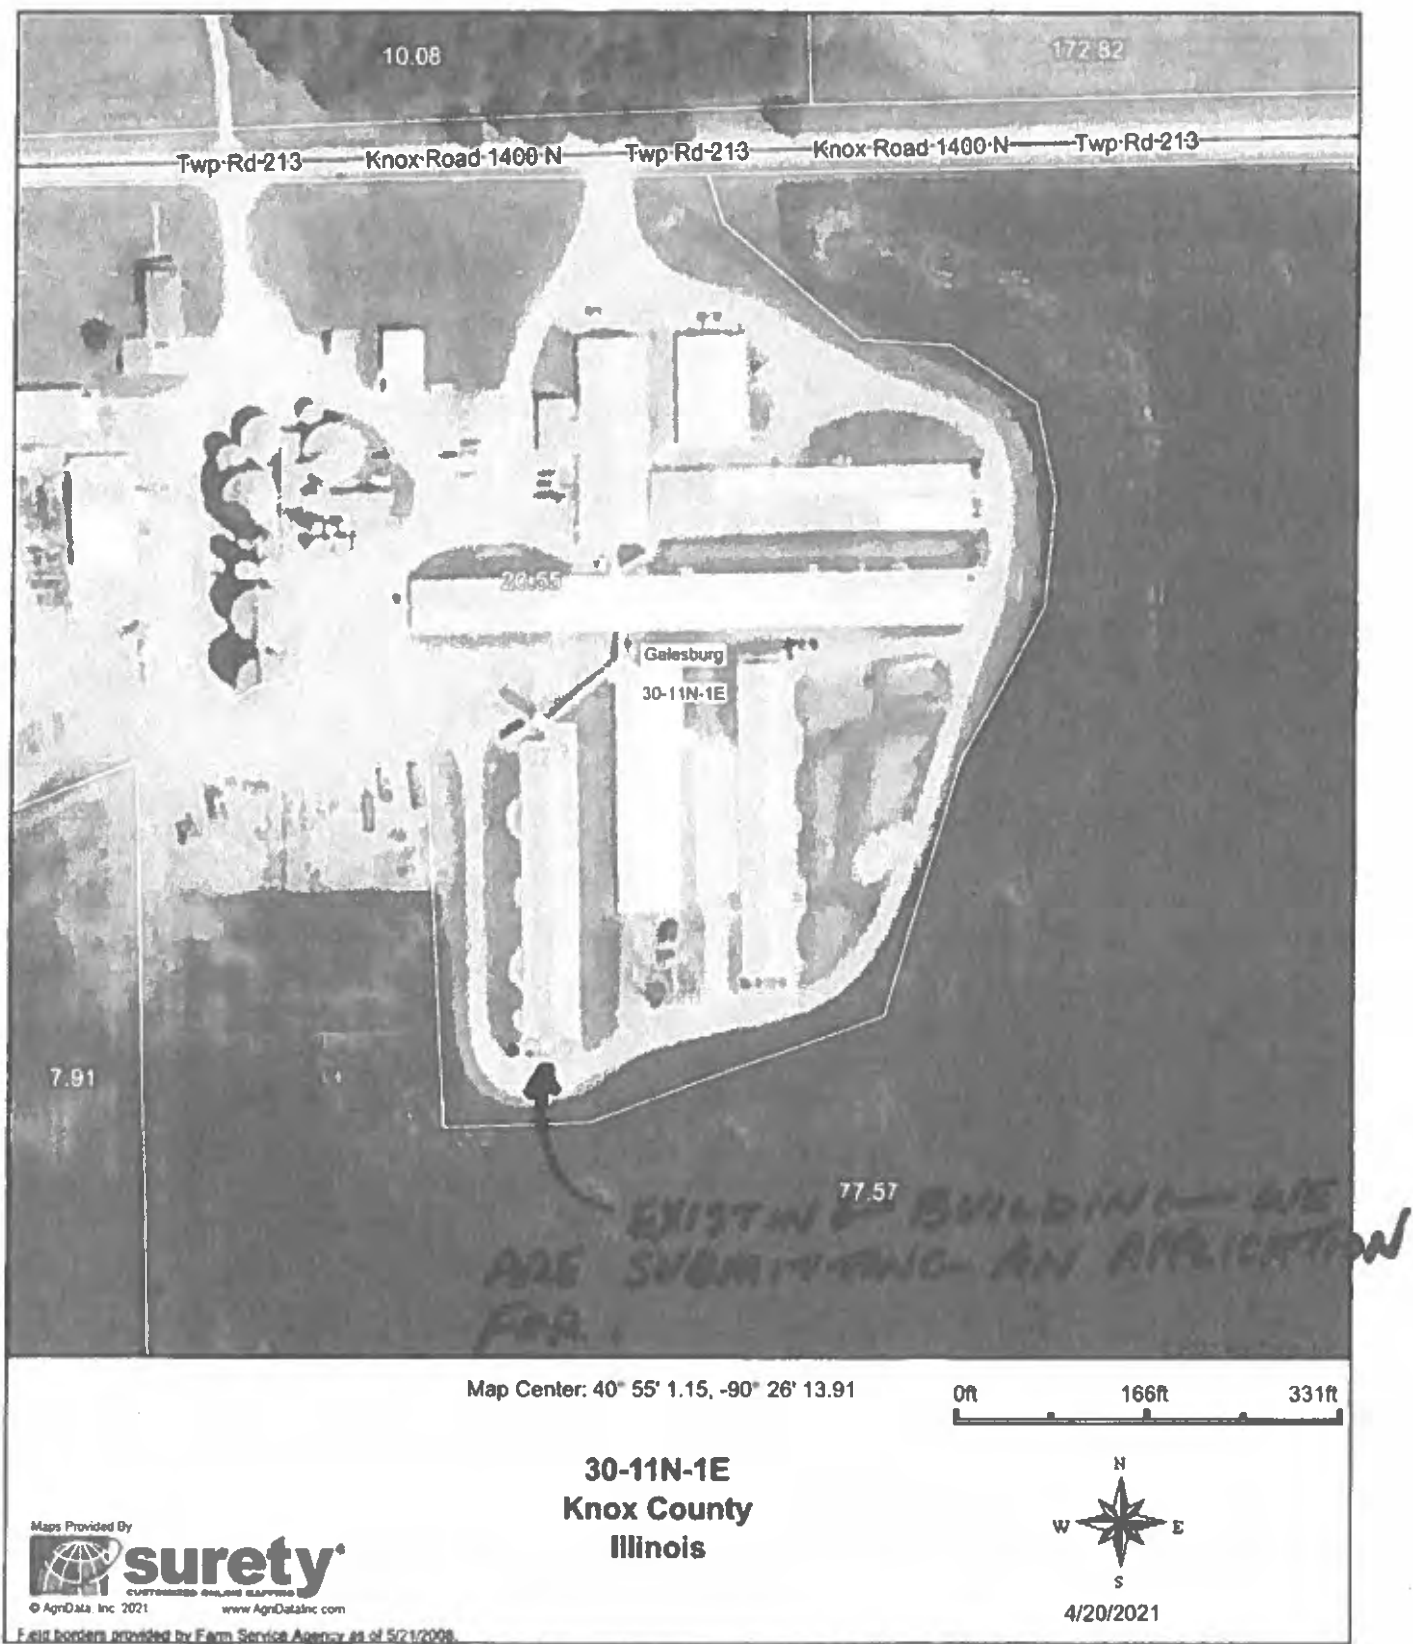 10.08
172.82
Twp Rd-213 Knox Road 1400 N Twp Rd-213 Knox Road 1400 N Twp Rd-213
Galesburg
30-11N-1E
7.91
77.57
EXISTING BUILDING WE
ARE SUBMITTING AN APPLICATION
FOR.
Map Center: 40° 55' 1.15, -90° 26' 13.91
0ft 166ft 331ft
30-11N-1E
Knox County
Illinois
N
W E
S
4/20/2021
Maps Provided By
surety
CUSTOMIZED ONLINE MAPPING
© AgriData, Inc. 2021 www.AgriDataInc.com
Field borders provided by Farm Service Agency as of 5/21/2008.